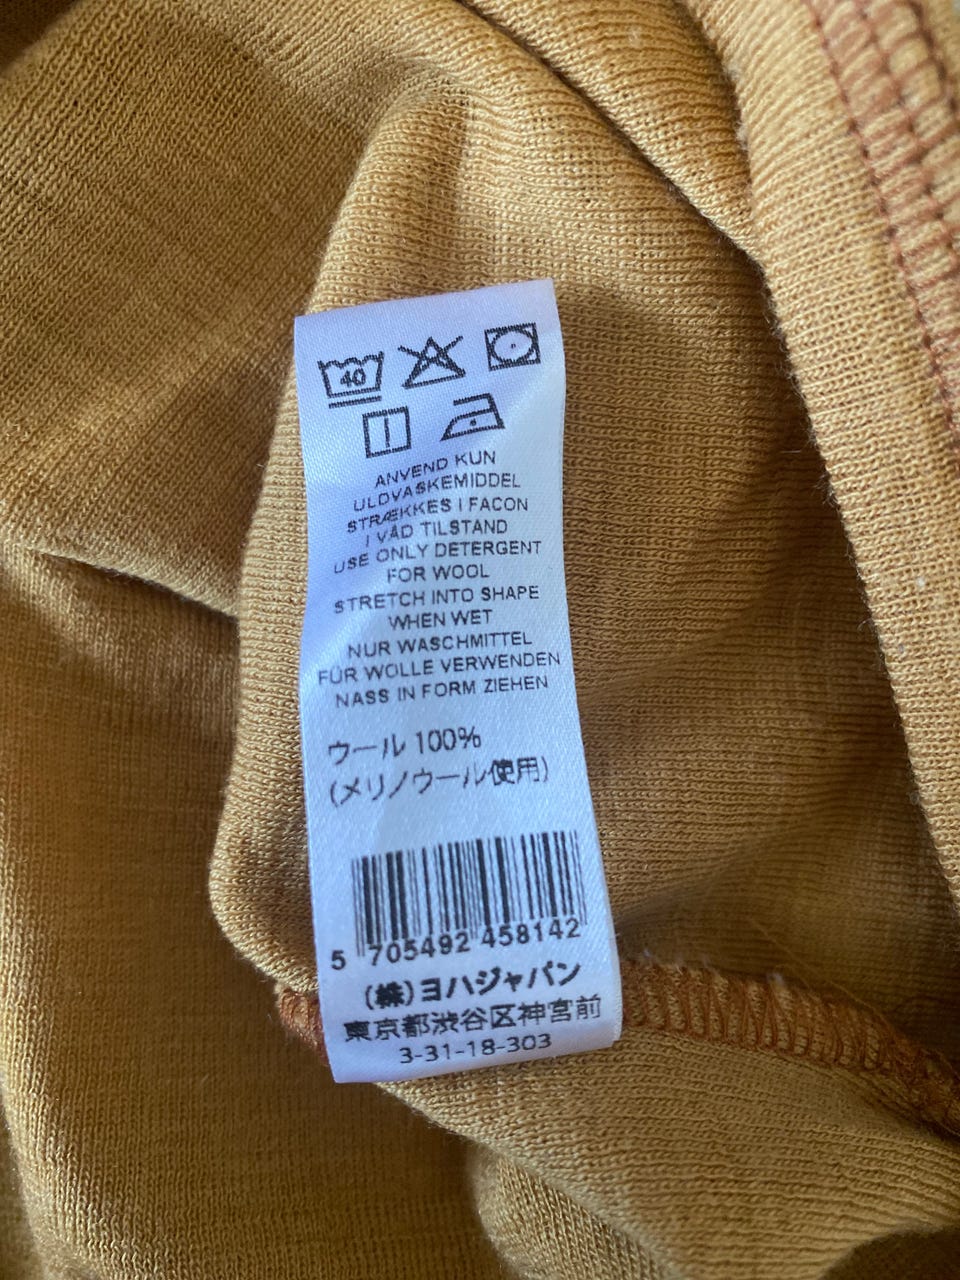 40
ANVEND KUN
ULDVASKEMIDDEL
STRÆKKES I FACON
I VÅD TILSTAND
USE ONLY DETERGENT
FOR WOOL
STRETCH INTO SHAPE
WHEN WET
NUR WASCHMITTEL
FÜR WOLLE VERWENDEN
NASS IN FORM ZIEHEN
ウール 100%
(メリノウール使用)
5 705492 458142
(株)ヨハジャパン
東京都渋谷区神宮前
3-31-18-303